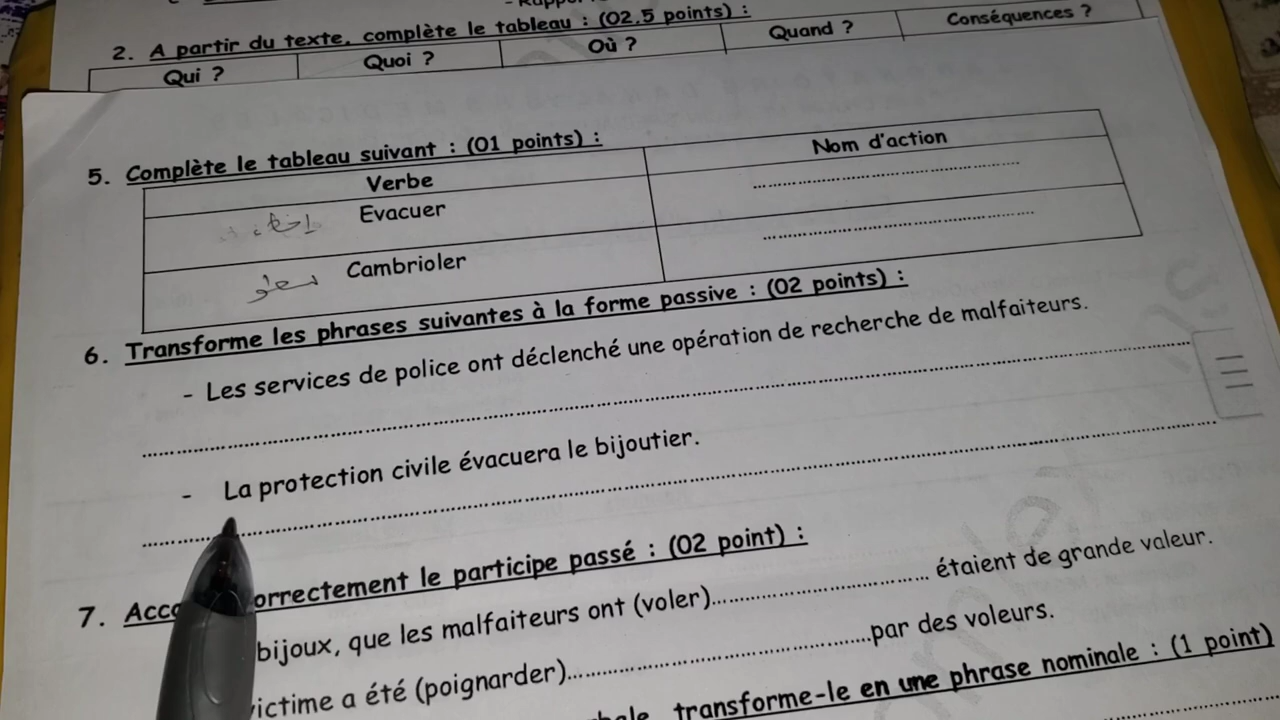 2. A partir du texte, complète le tableau : (02,5 points) :
Qui ? Quoi ? Où ? Quand ? Conséquences ?
5. Complète le tableau suivant : (01 points) :
Verbe Nom d'action
Evacuer ........................
Cambrioler ........................
6. Transforme les phrases suivantes à la forme passive : (02 points) :
- Les services de police ont déclenché une opération de recherche de malfaiteurs.
- La protection civile évacuera le bijoutier.
7. orrectement le participe passé : (02 point) :
bijoux, que les malfaiteurs ont (voler)........................ étaient de grande valeur.
ictime a été (poignarder)........................par des voleurs.
transforme-le en une phrase nominale : (1 point)